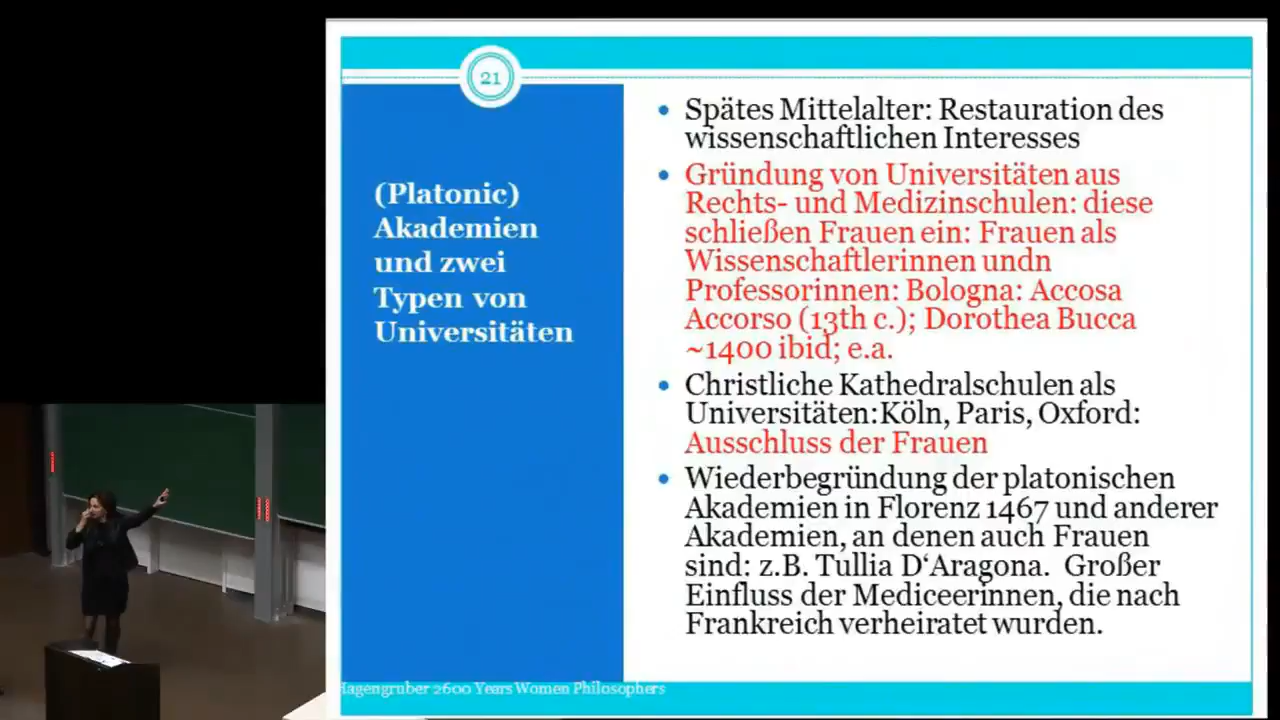 21
(Platonic)
Akademien
und zwei
Typen von
Universitäten
Spätes Mittelalter: Restauration des
wissenschaftlichen Interesses
Gründung von Universitäten aus
Rechts- und Medizinschulen: diese
schließen Frauen ein: Frauen als
Wissenschaftlerinnen undn
Professorinnen: Bologna: Accosa
Accorso (13th c.); Dorothea Bucca
~1400 ibid; e.a.
Christliche Kathedralschulen als
Universitäten:Köln, Paris, Oxford:
Ausschluss der Frauen
Wiederbegründung der platonischen
Akademien in Florenz 1467 und anderer
Akademien, an denen auch Frauen
sind: z.B. Tullia D‘Aragona. Großer
Einfluss der Mediceerinnen, die nach
Frankreich verheiratet wurden.
Hagengruber 2600 Years Women Philosophers